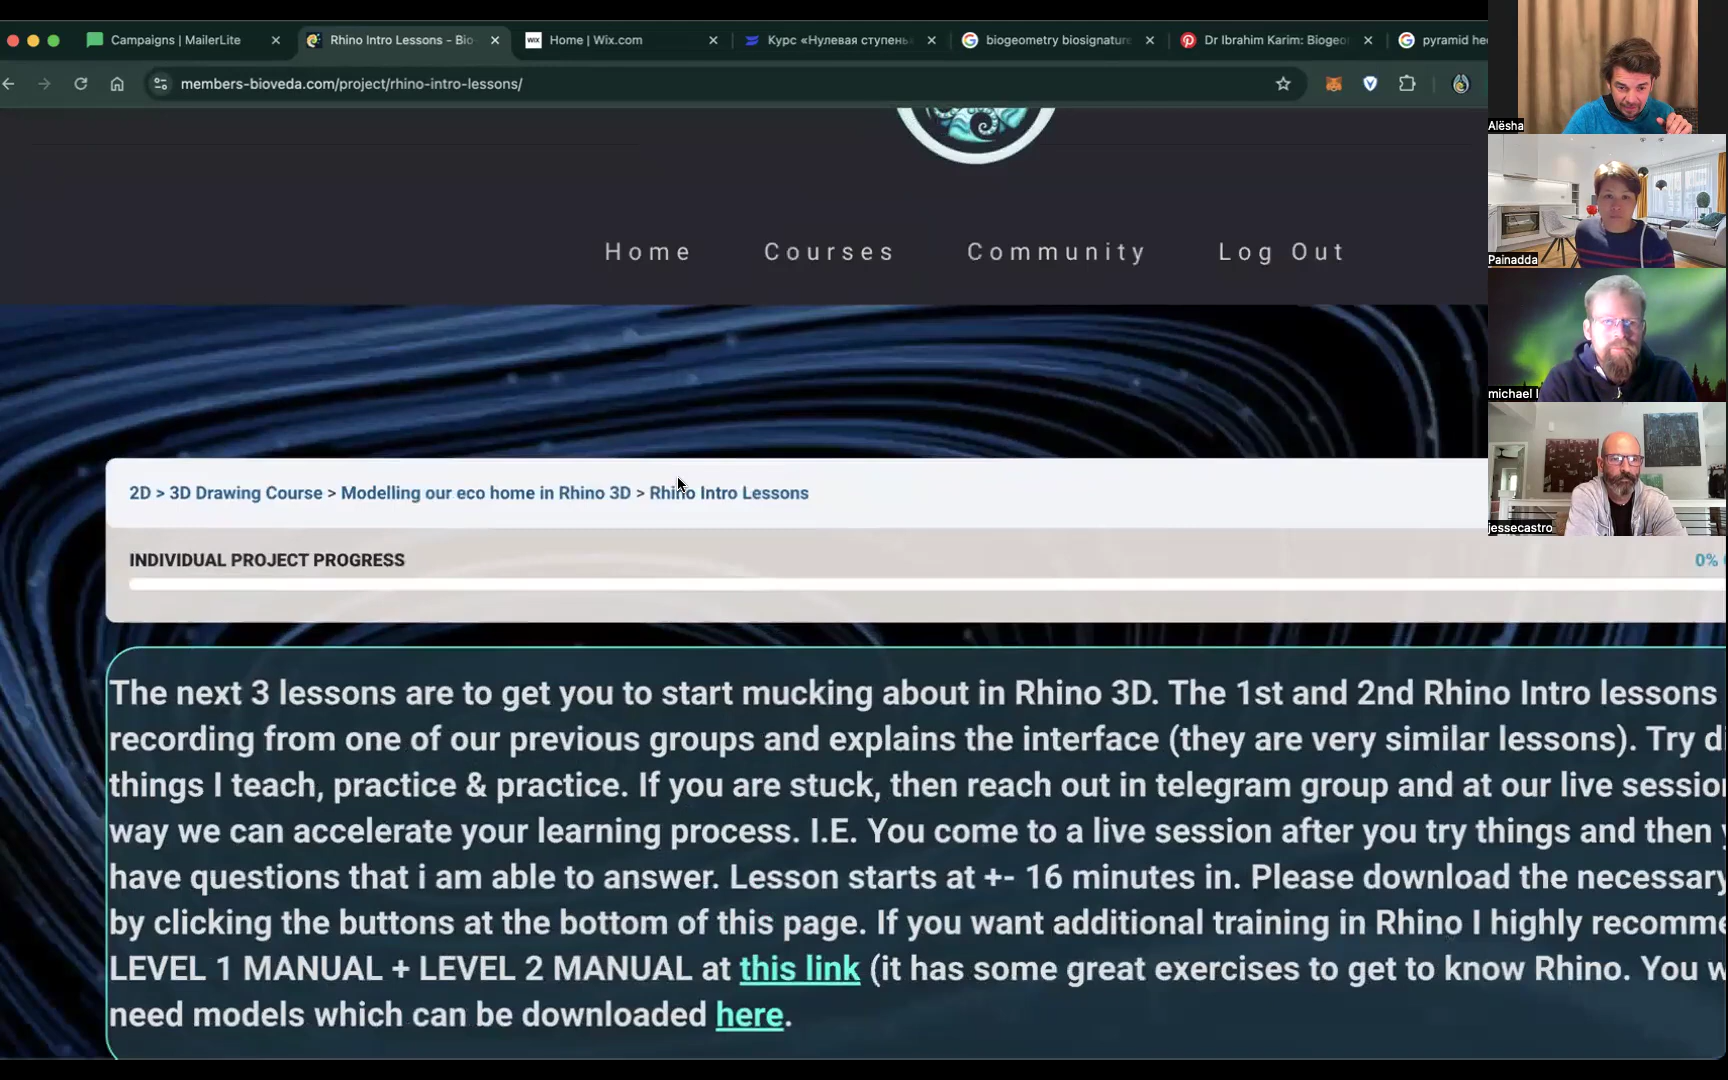 Campaigns | MailerLite
Rhino Intro Lessons - Bio
WIX
Home | Wix.com
Курс «Нулевая ступень
biogeometry biosignature
Dr Ibrahim Karim: Biogeo
pyramid he
members-bioveda.com/project/rhino-intro-lessons/
Alësha
Painadda
michael l
jessecastro
Home
Courses
Community
Log Out
2D > 3D Drawing Course > Modelling our eco home in Rhino 3D > Rhino Intro Lessons
INDIVIDUAL PROJECT PROGRESS
0%
The next 3 lessons are to get you to start mucking about in Rhino 3D. The 1st and 2nd Rhino Intro lessons
recording from one of our previous groups and explains the interface (they are very similar lessons). Try d
things I teach, practice & practice. If you are stuck, then reach out in telegram group and at our live sessio
way we can accelerate your learning process. I.E. You come to a live session after you try things and then
have questions that i am able to answer. Lesson starts at +- 16 minutes in. Please download the necessary
by clicking the buttons at the bottom of this page. If you want additional training in Rhino I highly recomme
LEVEL 1 MANUAL + LEVEL 2 MANUAL at this link (it has some great exercises to get to know Rhino. You w
need models which can be downloaded here.